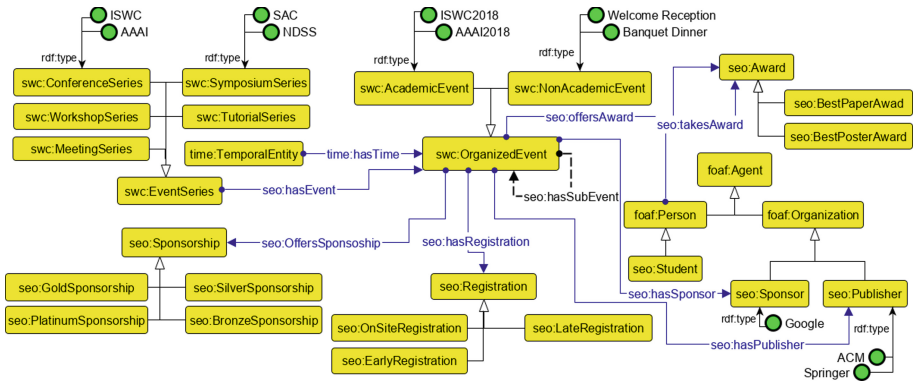 ISWC
AAAI
rdf:type
SAC
NDSS
rdf:type
ISWC2018
AAAI2018
rdf:type
Welcome Reception
Banquet Dinner
rdf:type
swc:ConferenceSeries
swc:SymposiumSeries
swc:AcademicEvent
swc:NonAcademicEvent
seo:Award
swc:WorkshopSeries
swc:TutorialSeries
seo:offersAward
seo:takesAward
seo:BestPaperAwad
seo:BestPosterAward
swc:MeetingSeries
time:TemporalEntity
time:hasTime
swc:OrganizedEvent
foaf:Agent
swc:EventSeries
seo:hasEvent
seo:hasSubEvent
foaf:Person
foaf:Organization
seo:Sponsorship
seo:OffersSponsoship
seo:hasRegistration
seo:Student
seo:GoldSponsorship
seo:SilverSponsorship
seo:Registration
seo:hasSponsor
seo:Sponsor
seo:Publisher
seo:PlatinumSponsorship
seo:BronzeSponsorship
seo:OnSiteRegistration
seo:LateRegistration
rdf:type
Google
rdf:type
seo:EarlyRegistration
seo:hasPublisher
ACM
Springer